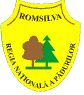 ROMSILVA
REGIA NAȚIONALĂ A PĂDURILOR